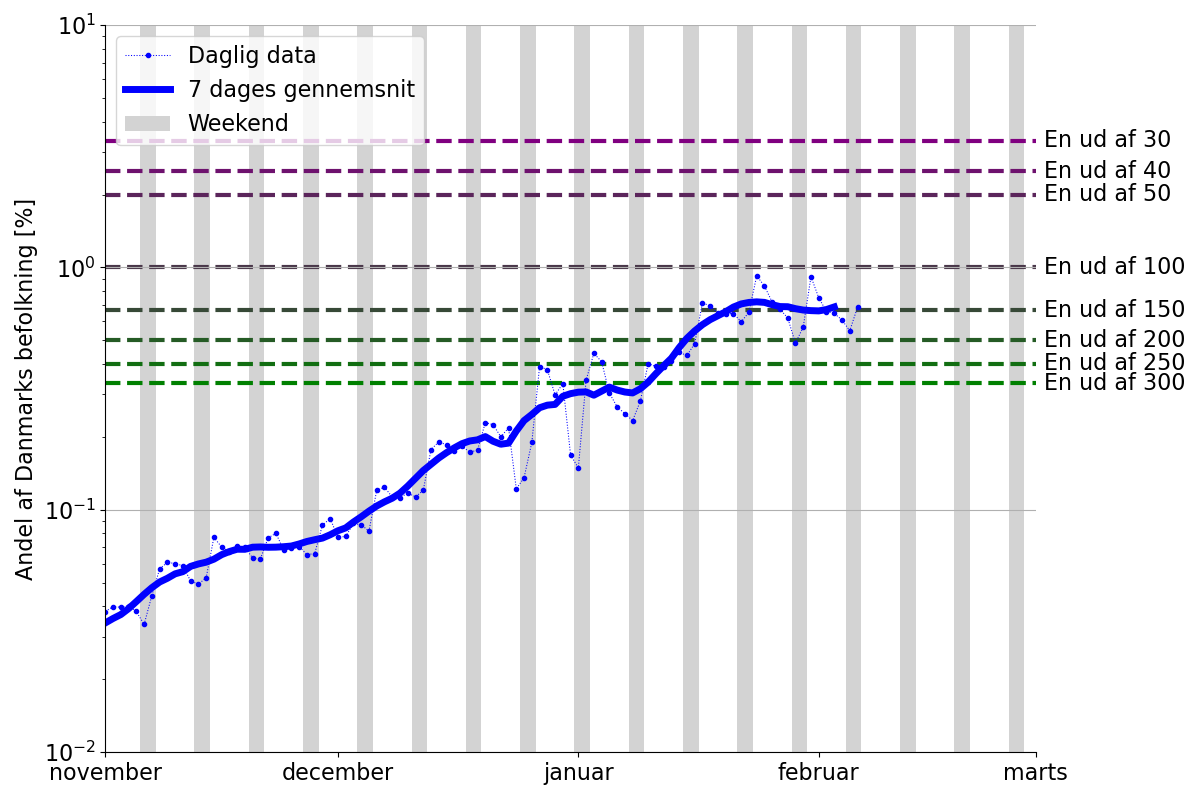 10¹
Daglig data
7 dages gennemsnit
Weekend
En ud af 30
En ud af 40
En ud af 50
10⁰
En ud af 100
En ud af 150
En ud af 200
En ud af 250
En ud af 300
Andel af Danmarks befolkning [%]
10⁻¹
10⁻²
november
december
januar
februar
marts